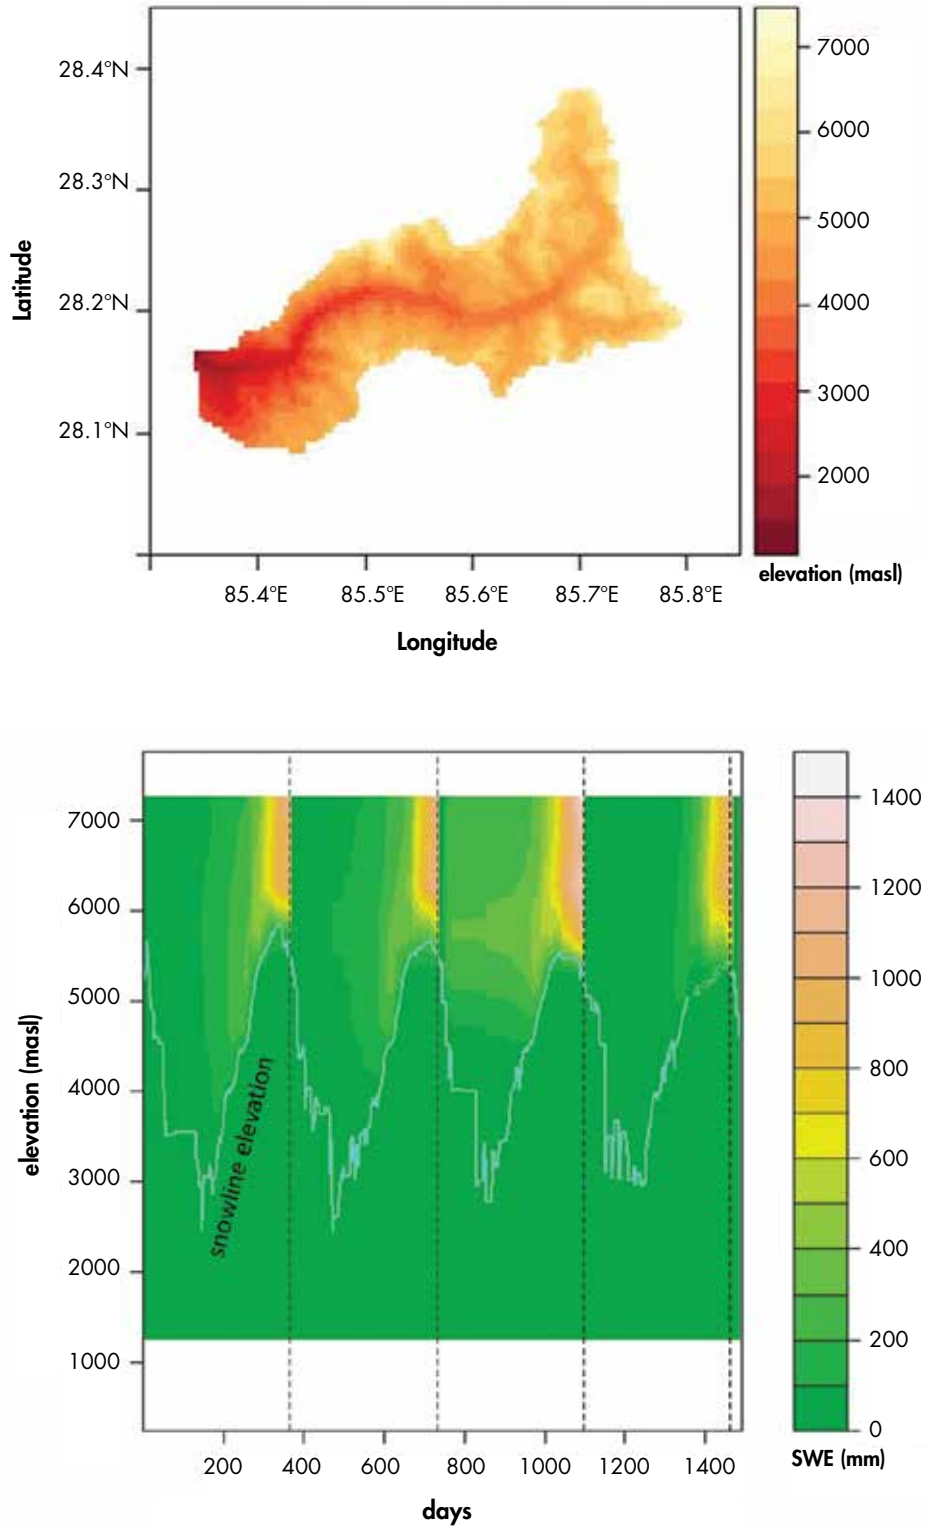 28.4°N
28.3°N
28.2°N
28.1°N
Latitude
85.4°E 85.5°E 85.6°E 85.7°E 85.8°E
Longitude
7000
6000
5000
4000
3000
2000
elevation (masl)
7000
6000
5000
4000
3000
2000
1000
elevation (masl)
snowline elevation
200 400 600 800 1000 1200 1400
days
1400
1200
1000
800
600
400
200
0
SWE (mm)